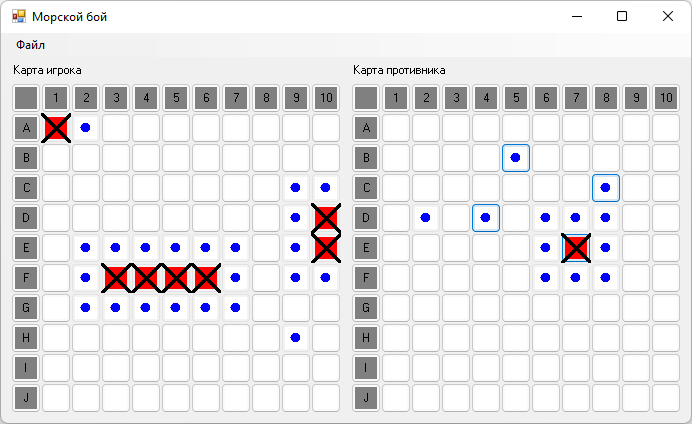 Морской бой
Файл
Карта игрока
1 2 3 4 5 6 7 8 9 10
A
B
C
D
E
F
G
H
I
J
Карта противника
1 2 3 4 5 6 7 8 9 10
A
B
C
D
E
F
G
H
I
J